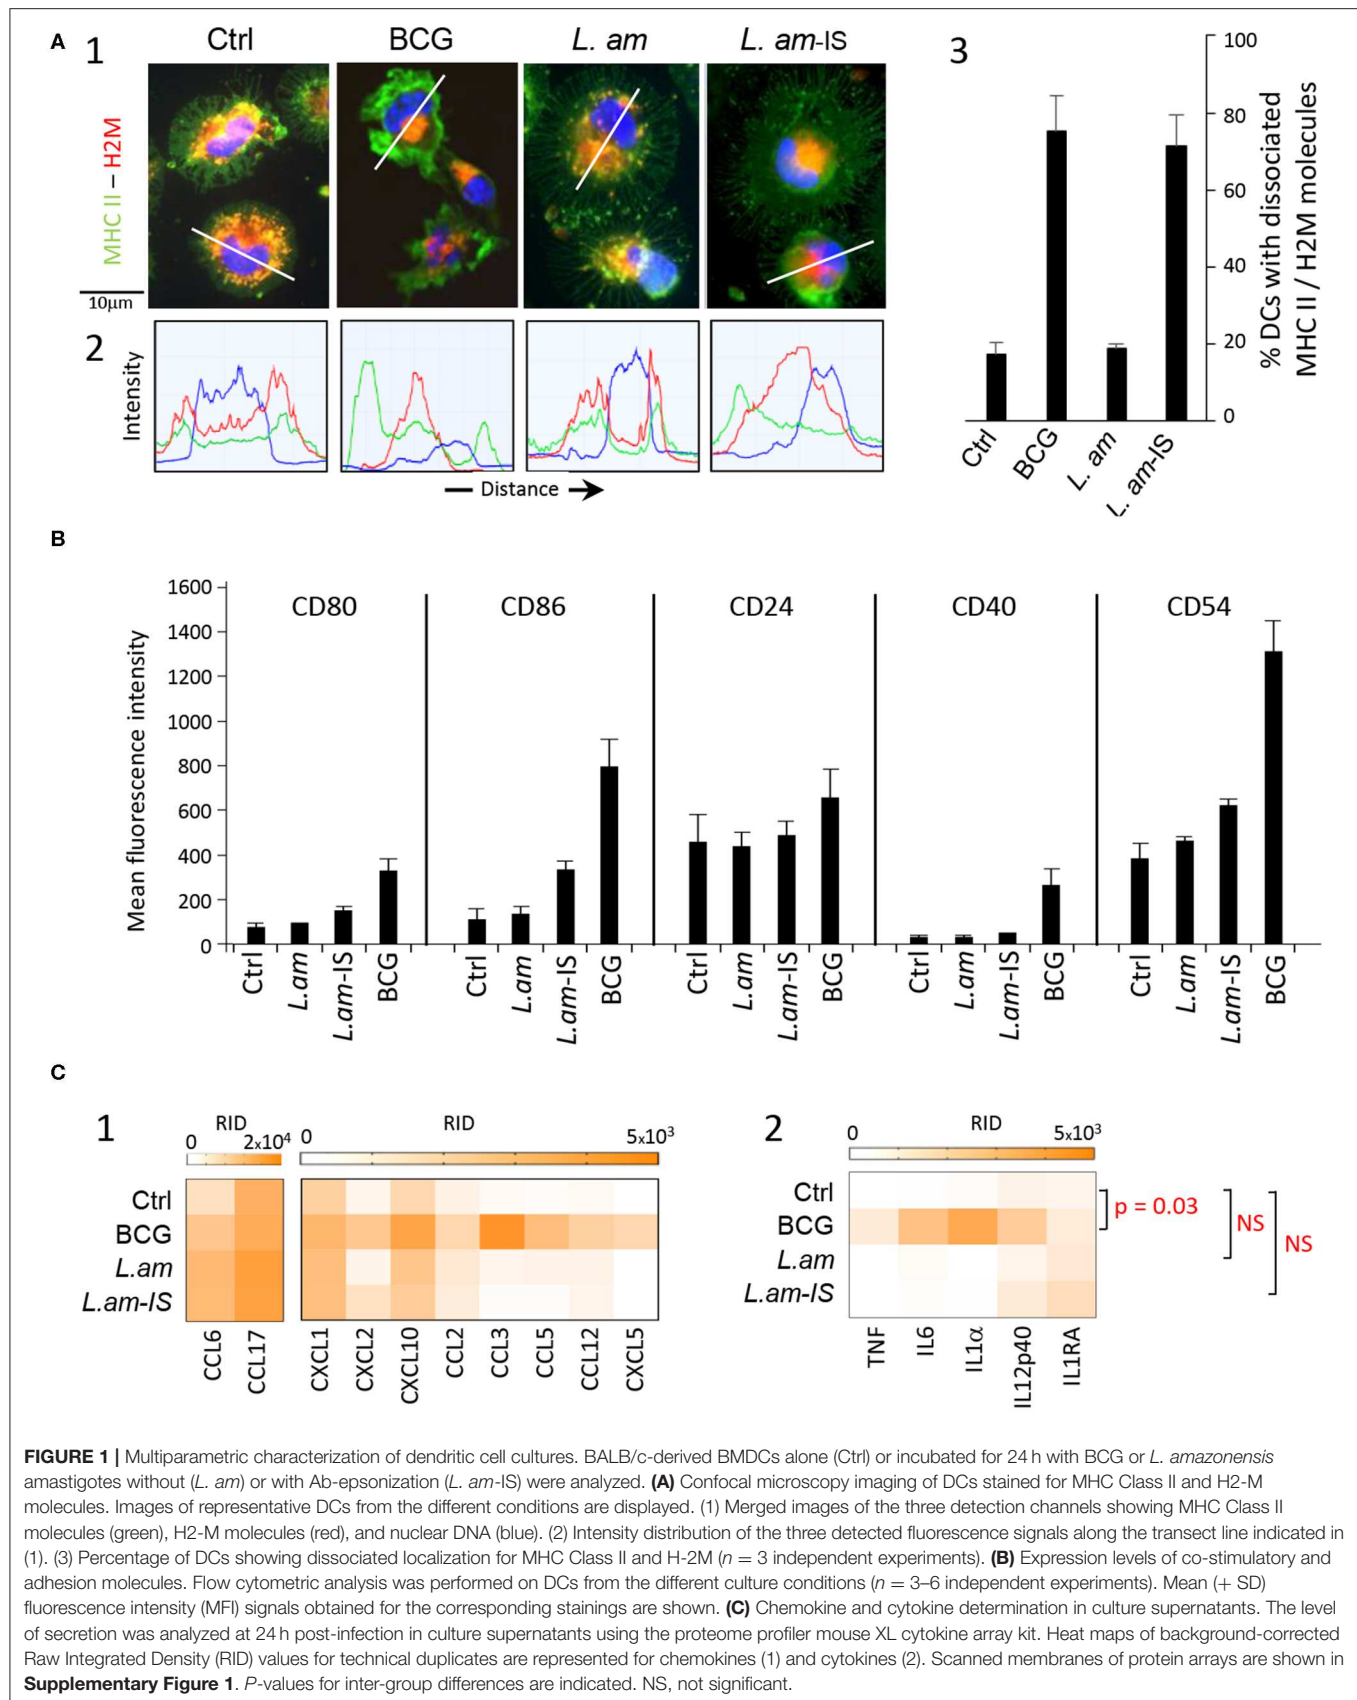 A
1
Ctrl
BCG
L. am
L. am-IS
MHC II – H2M
10µm
2
Intensity
Distance
3
100
80
60
40
20
0
% DCs with dissociated
MHC II / H2M molecules
Ctrl
BCG
L. am
L. am-IS
B
Mean fluorescence intensity
1600
1400
1200
1000
800
600
400
200
0
CD80
CD86
CD24
CD40
CD54
Ctrl
L.am
L.am-IS
BCG
Ctrl
L.am
L.am-IS
BCG
Ctrl
L.am
L.am-IS
BCG
Ctrl
L.am
L.am-IS
BCG
Ctrl
L.am
L.am-IS
BCG
C
1
RID
0 2x10⁴
RID
0 5x10³
Ctrl
BCG
L.am
L.am-IS
CCL6
CCL17
CXCL1
CXCL2
CXCL10
CCL2
CCL3
CCL5
CCL12
CXCL5
2
RID
0 5x10³
Ctrl
BCG
L.am
L.am-IS
p = 0.03
NS
NS
TNF
IL6
IL1α
IL12p40
IL1RA
FIGURE 1 | Multiparametric characterization of dendritic cell cultures. BALB/c-derived BMDCs alone (Ctrl) or incubated for 24 h with BCG or L. amazonensis
amastigotes without (L. am) or with Ab-epsonization (L. am-IS) were analyzed. (A) Confocal microscopy imaging of DCs stained for MHC Class II and H2-M
molecules. Images of representative DCs from the different conditions are displayed. (1) Merged images of the three detection channels showing MHC Class II
molecules (green), H2-M molecules (red), and nuclear DNA (blue). (2) Intensity distribution of the three detected fluorescence signals along the transect line indicated in
(1). (3) Percentage of DCs showing dissociated localization for MHC Class II and H-2M (n = 3 independent experiments). (B) Expression levels of co-stimulatory and
adhesion molecules. Flow cytometric analysis was performed on DCs from the different culture conditions (n = 3–6 independent experiments). Mean (+ SD)
fluorescence intensity (MFI) signals obtained for the corresponding stainings are shown. (C) Chemokine and cytokine determination in culture supernatants. The level
of secretion was analyzed at 24 h post-infection in culture supernatants using the proteome profiler mouse XL cytokine array kit. Heat maps of background-corrected
Raw Integrated Density (RID) values for technical duplicates are represented for chemokines (1) and cytokines (2). Scanned membranes of protein arrays are shown in
Supplementary Figure 1. P-values for inter-group differences are indicated. NS, not significant.